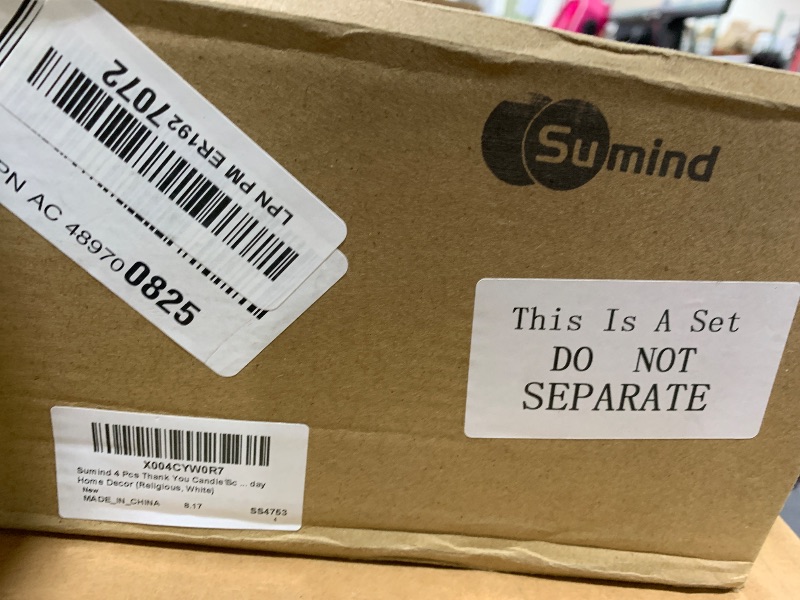 LPN PM ER1927072
PN AC 489700825
Sumind
This Is A Set
DO NOT
SEPARATE
X004CYW0R7
Sumind 4 Pcs Thank You Candle ... day
Home Decor (Religious, White)
New
MADE_IN_CHINA 8.17 SS4753